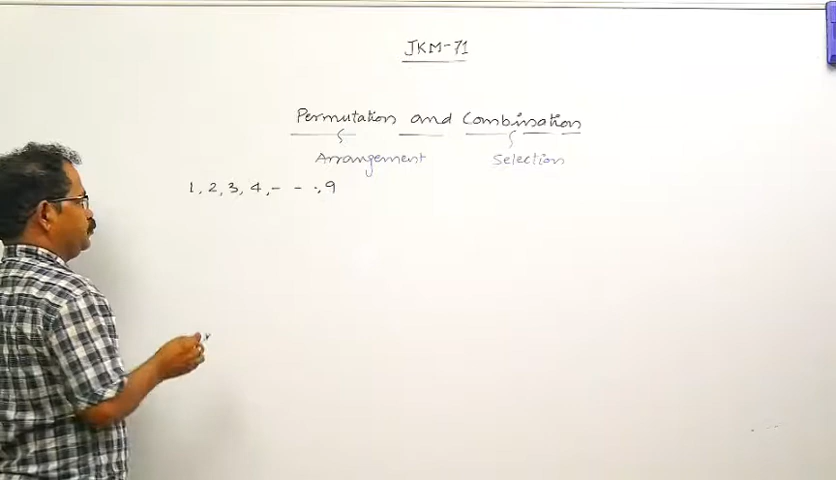 JKM-71
Permutation and Combination
Arrangement Selection
1, 2, 3, 4, - - -, 9